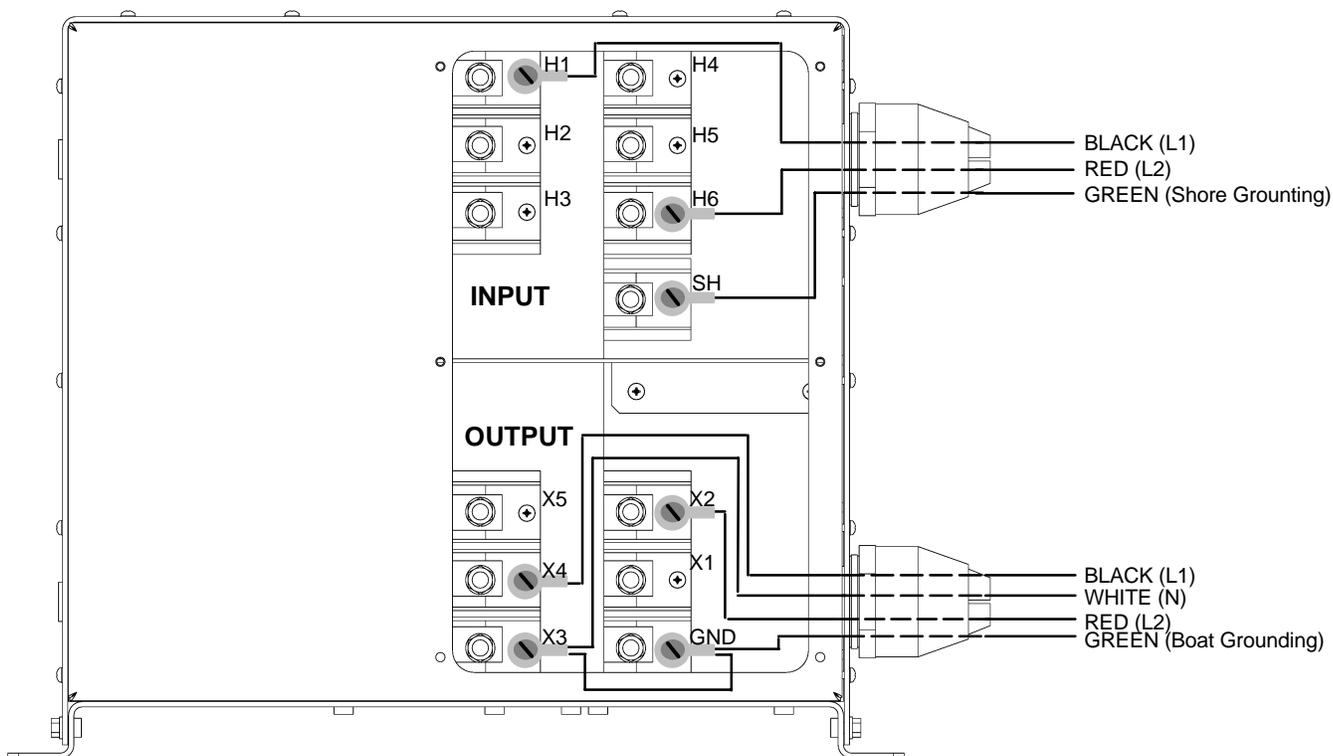 H1
H4
H2
H5
H3
H6
BLACK (L1)
RED (L2)
GREEN (Shore Grounting)
INPUT
SH
OUTPUT
X5
X2
X4
X1
X3
GND
BLACK (L1)
WHITE (N)
RED (L2)
GREEN (Boat Grounding)